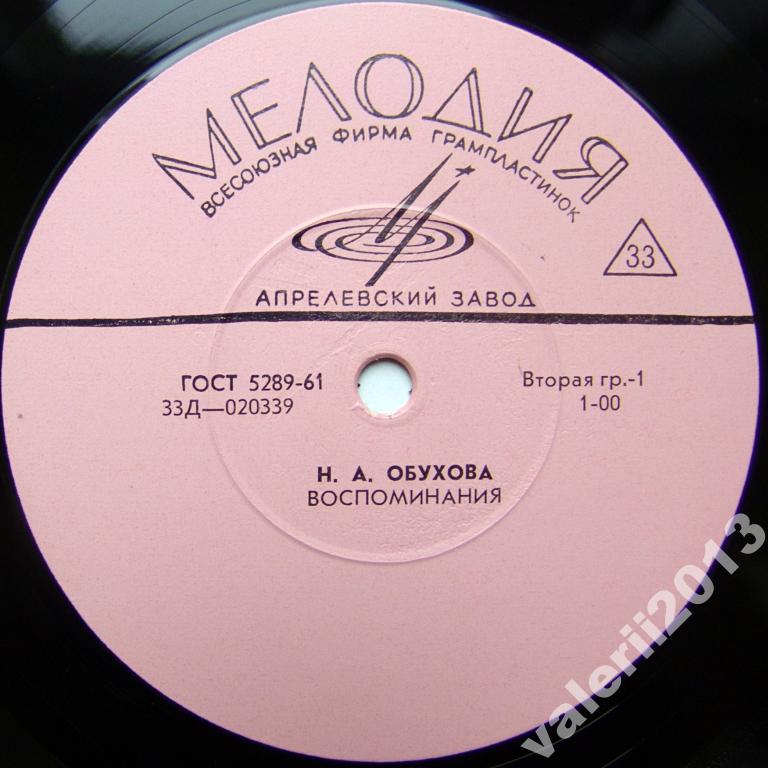 МЕЛОДИЯ
ВСЕСОЮЗНАЯ ФИРМА ГРАМПЛАСТИНОК
33
АПРЕЛЕВСКИЙ ЗАВОД
ГОСТ 5289-61
33Д—020339
Вторая гр.-1
1-00
Н. А. ОБУХОВА
ВОСПОМИНАНИЯ
valerii2013